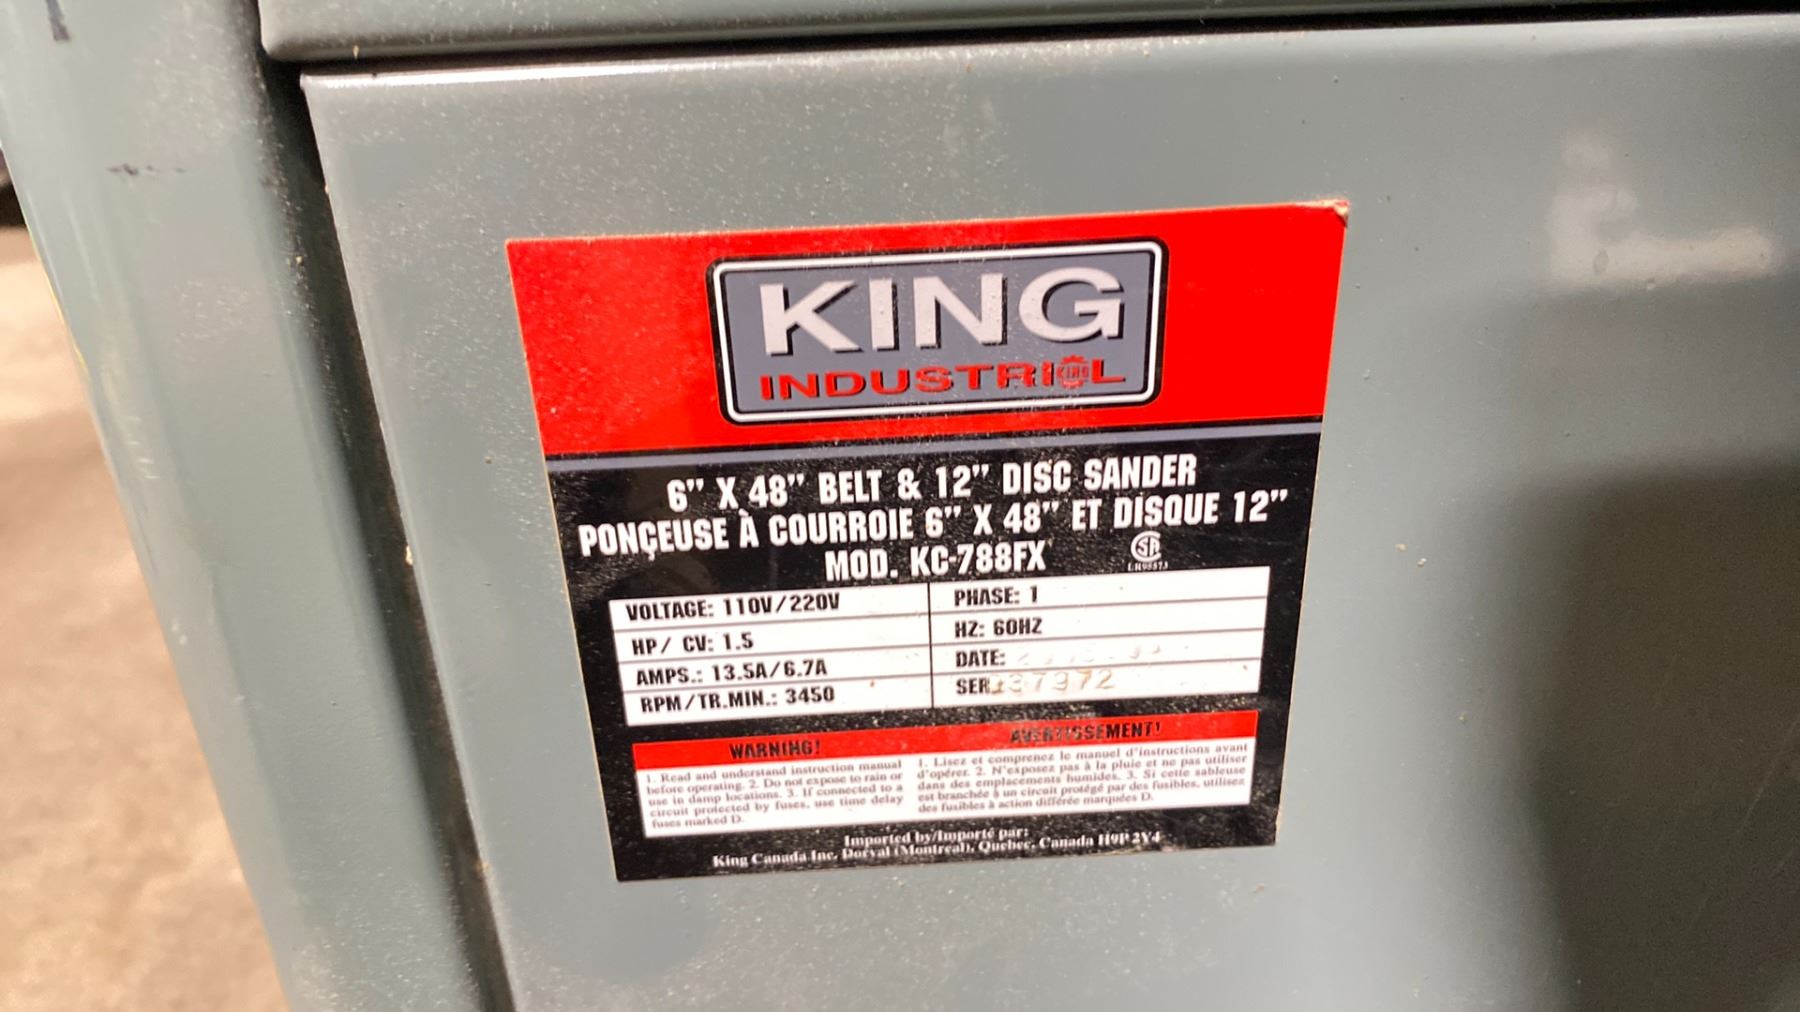 KING
INDUSTRIAL
6" X 48" BELT & 12" DISC SANDER
PONÇEUSE À COURROIE 6" X 48" ET DISQUE 12"
MOD. KC-788FX
VOLTAGE: 110V/220V
PHASE: 1
HP/ CV: 1.5
HZ: 60HZ
AMPS.: 13.5A/6.7A
DATE:
RPM/TR.MIN.: 3450
SER.
WARNING!
1. Read and understand instruction manual
before operating. 2. Do not expose to rain or
use in damp locations. 3. If connected to a
circuit protected by fuses, use time delay
fuses marked D.
AVERTISSEMENT!
1. Lisez et comprenez le manuel d'instructions avant
d'opérer. 2. N'exposez pas à la pluie et ne pas utiliser
dans des emplacements humides. 3. Si cette sableuse
est branchée à un circuit protégé par des fusibles, utilisez
des fusibles à action différée marquées D.
Imported by/Importé par:
King Canada Inc. Dorval (Montreal), Quebec, Canada H9P 2Y4